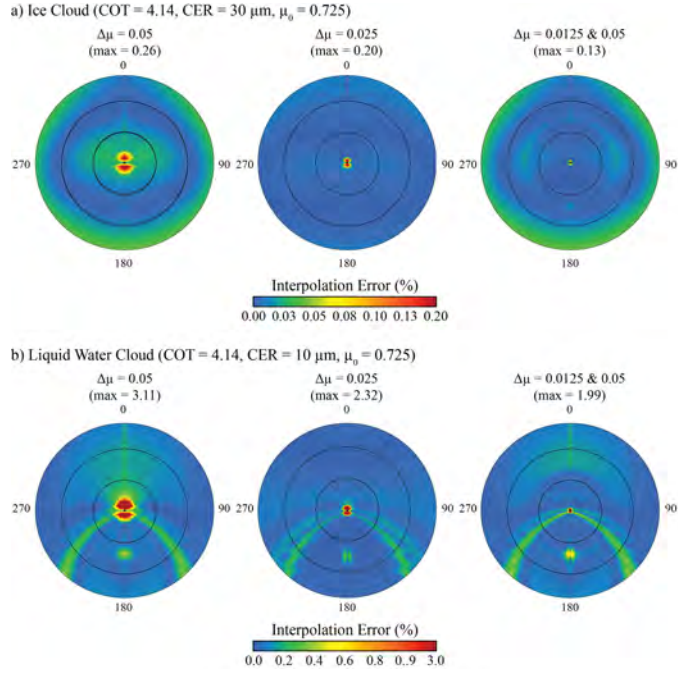 a) Ice Cloud (COT = 4.14, CER = 30 μm, μ₀ = 0.725)
Δμ = 0.05 Δμ = 0.025 Δμ = 0.0125 & 0.05
(max = 0.26) (max = 0.20) (max = 0.13)
0 0 0
270 90 270 90 270 90
180 180 180
Interpolation Error (%)
0.00 0.03 0.05 0.08 0.10 0.13 0.20
b) Liquid Water Cloud (COT = 4.14, CER = 10 μm, μ₀ = 0.725)
Δμ = 0.05 Δμ = 0.025 Δμ = 0.0125 & 0.05
(max = 3.11) (max = 2.32) (max = 1.99)
0 0 0
270 90 270 90 270 90
180 180 180
Interpolation Error (%)
0.0 0.2 0.4 0.6 0.8 0.9 3.0